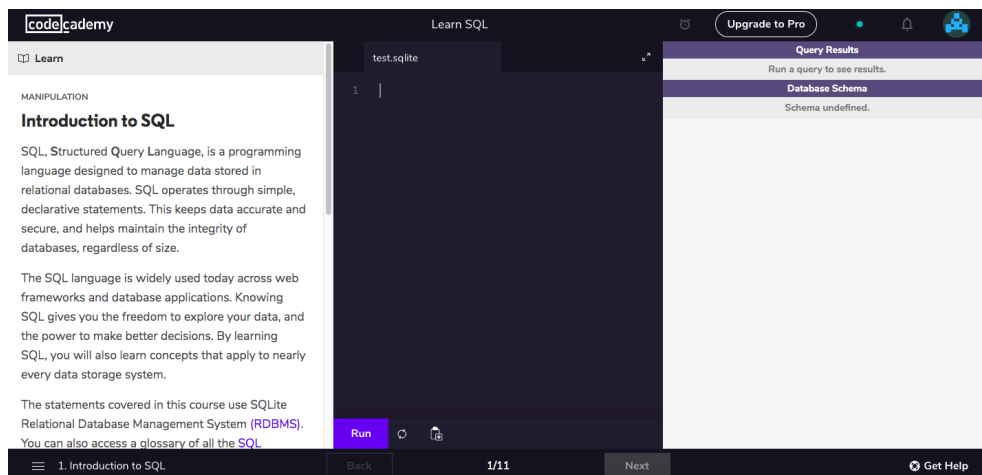 codecademy
Learn SQL
Upgrade to Pro
Learn
MANIPULATION
Introduction to SQL
SQL, Structured Query Language, is a programming
language designed to manage data stored in
relational databases. SQL operates through simple,
declarative statements. This keeps data accurate and
secure, and helps maintain the integrity of
databases, regardless of size.
The SQL language is widely used today across web
frameworks and database applications. Knowing
SQL gives you the freedom to explore your data, and
the power to make better decisions. By learning
SQL, you will also learn concepts that apply to nearly
every data storage system.
The statements covered in this course use SQLite
Relational Database Management System (RDBMS).
You can also access a glossary of all the SQL
test.sqlite
1
Run
Query Results
Run a query to see results.
Database Schema
Schema undefined.
1. Introduction to SQL
Back
1/11
Next
Get Help